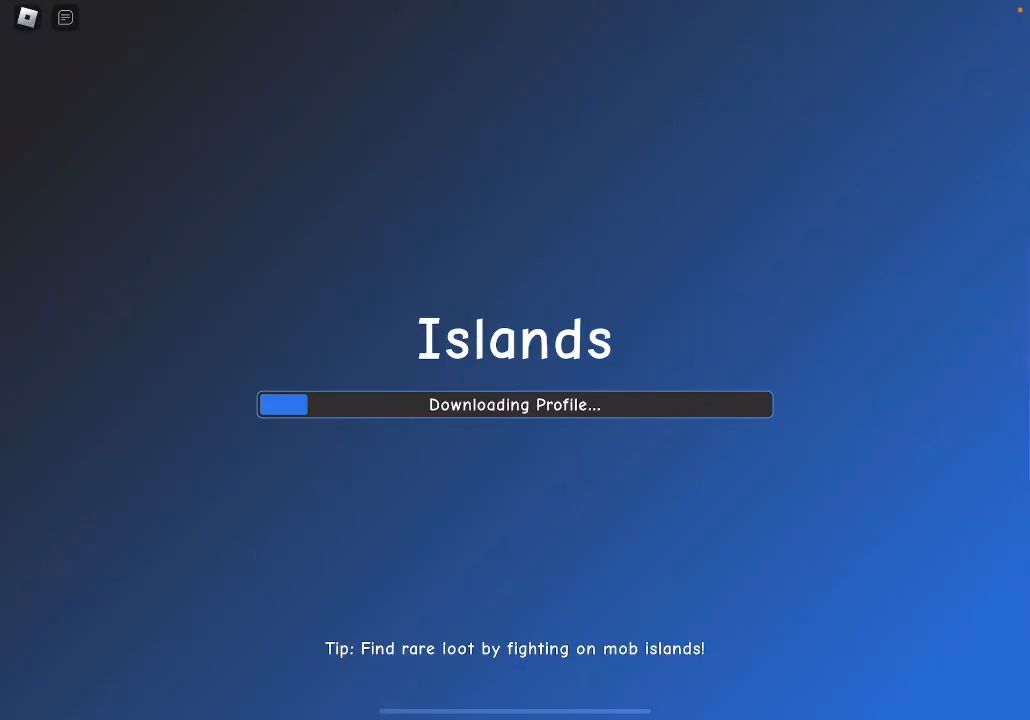 Islands
Downloading Profile...
Tip: Find rare loot by fighting on mob islands!